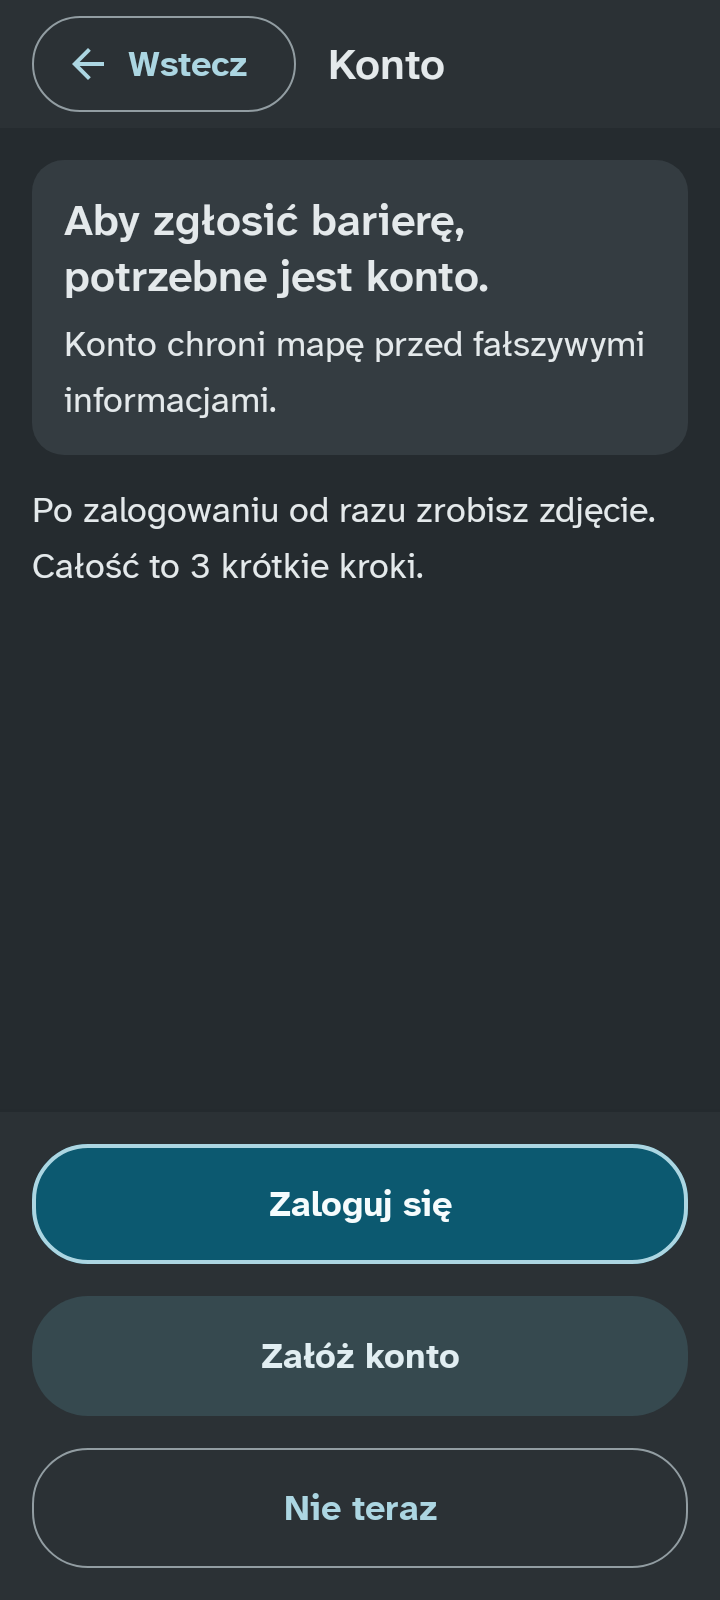 Wstecz
Konto
Aby zgłosić barierę,
potrzebne jest konto.
Konto chroni mapę przed fałszywymi
informacjami.
Po zalogowaniu od razu zrobisz zdjęcie.
Całość to 3 krótkie kroki.
Zaloguj się
Załóż konto
Nie teraz